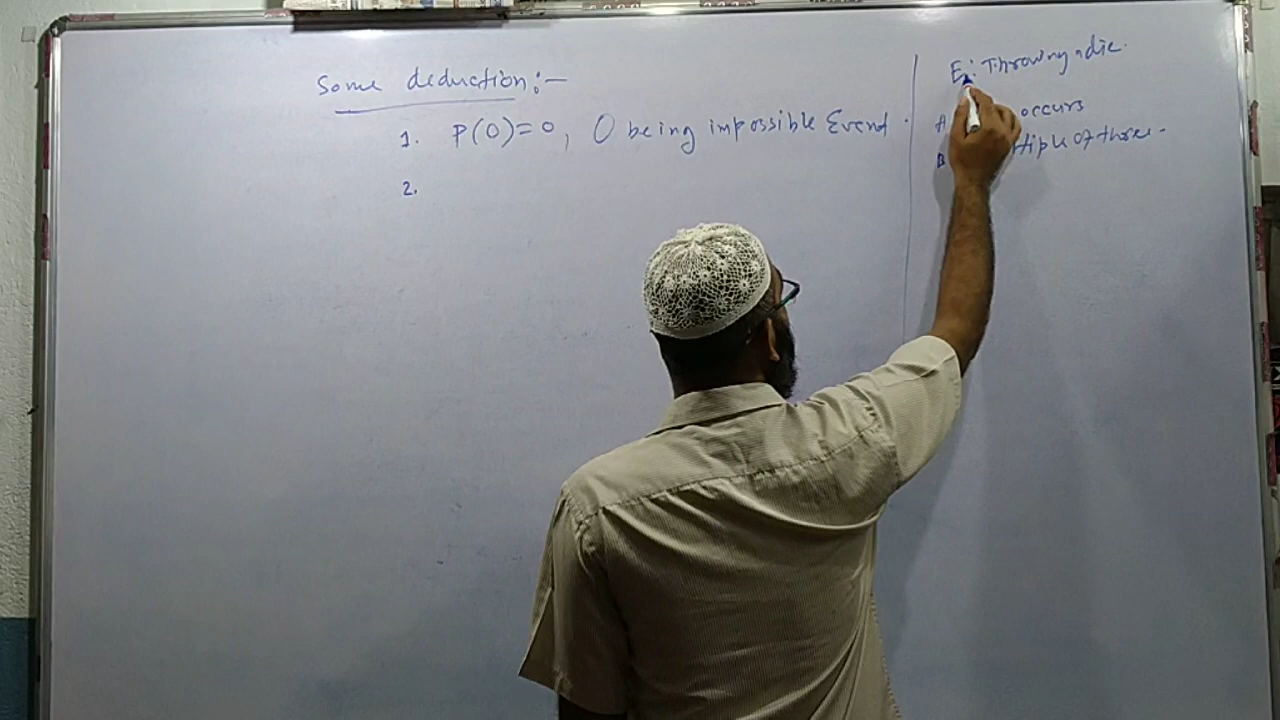 Some deduction:-
1. P(O)=0, O being impossible Event.
2.
E: Throwing a die.
A occurs
B tiple of three.